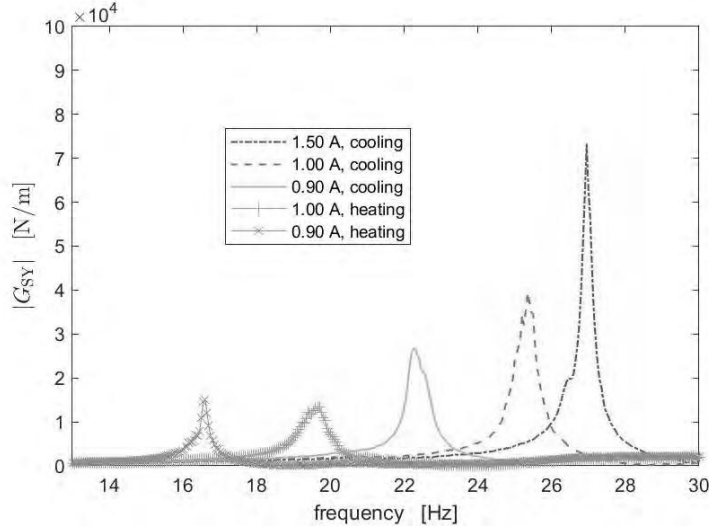 × 10⁴
10
9
8
7
6
5
4
3
2
1
0
|G_SY| [N/m]
1.50 A, cooling
1.00 A, cooling
0.90 A, cooling
1.00 A, heating
0.90 A, heating
14 16 18 20 22 24 26 28 30
frequency [Hz]